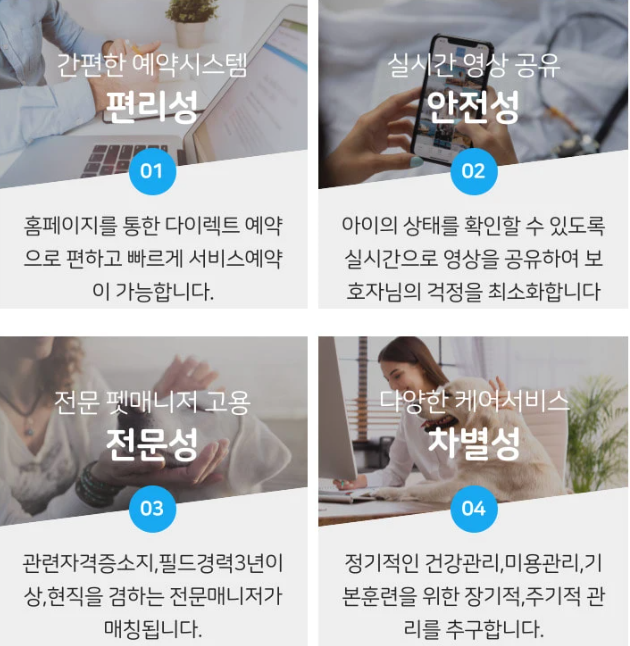 간편한 예약시스템
편리성
01
홈페이지를 통한 다이렉트 예약
으로 편하고 빠르게 서비스예약
이 가능합니다.
실시간 영상 공유
안전성
02
아이의 상태를 확인할 수 있도록
실시간으로 영상을 공유하여 보
호자님의 걱정을 최소화합니다
전문 펫매니저 고용
전문성
03
관련자격증소지,필드경력3년이
상,현직을 겸하는 전문매니저가
매칭됩니다.
다양한 케어서비스
차별성
04
정기적인 건강관리,미용관리,기
본훈련을 위한 장기적,주기적 관
리를 추구합니다.